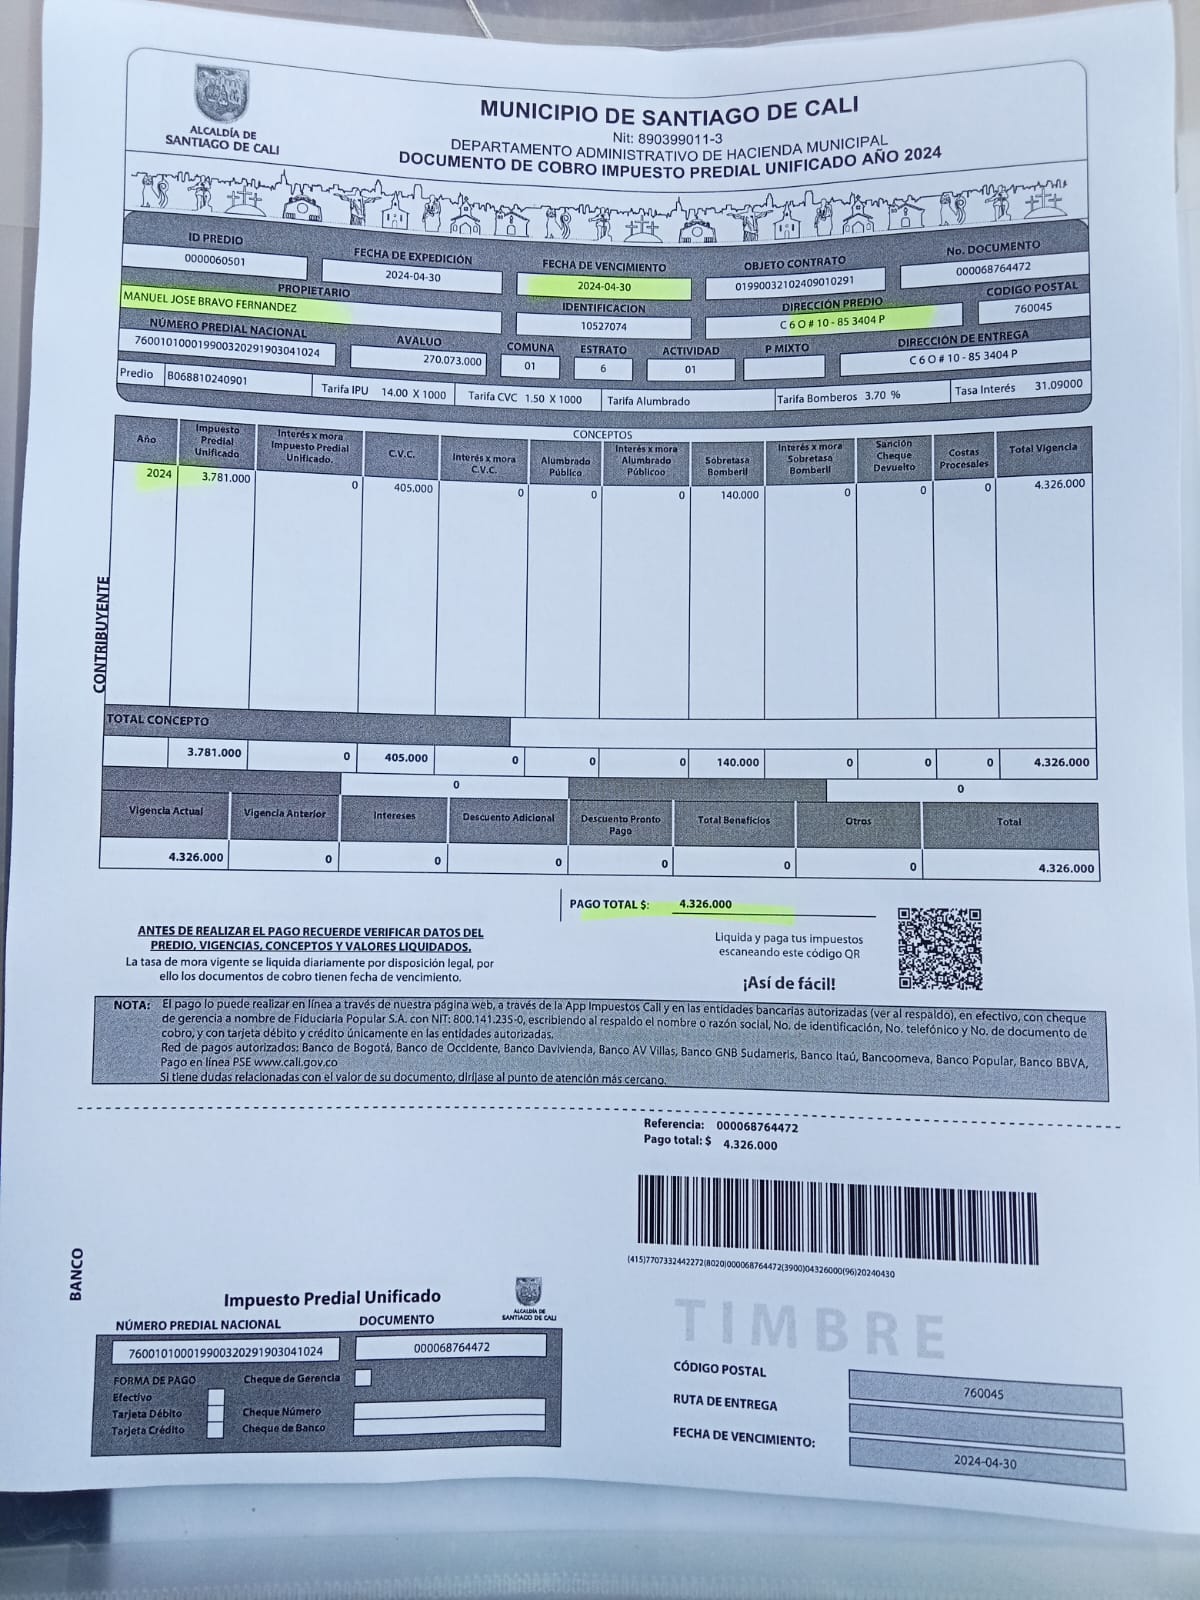 ALCALDÍA DE
SANTIAGO DE CALI
MUNICIPIO DE SANTIAGO DE CALI
Nit: 890399011-3
DEPARTAMENTO ADMINISTRATIVO DE HACIENDA MUNICIPAL
DOCUMENTO DE COBRO IMPUESTO PREDIAL UNIFICADO AÑO 2024
ID PREDIO FECHA DE EXPEDICIÓN FECHA DE VENCIMIENTO OBJETO CONTRATO No. DOCUMENTO
0000060501 2024-04-30 2024-04-30 01990032102409010291 000068764472
PROPIETARIO IDENTIFICACION DIRECCIÓN PREDIO CODIGO POSTAL
MANUEL JOSE BRAVO FERNANDEZ 10527074 C 6 O # 10 - 85 3404 P 760045
NÚMERO PREDIAL NACIONAL AVALUO COMUNA ESTRATO ACTIVIDAD P MIXTO DIRECCIÓN DE ENTREGA
760010100019900320291903041024 270.073.000 01 6 01 C 6 O # 10 - 85 3404 P
Predio B068810240901 Tarifa IPU 14.00 X 1000 Tarifa CVC 1.50 X 1000 Tarifa Alumbrado Tarifa Bomberos 3.70 % Tasa Interés 31.09000
CONCEPTOS
Año Impuesto Predial Unificado Interés x mora Impuesto Predial Unificado. C.V.C. Interés x mora C.V.C. Alumbrado Público Interés x mora Alumbrado Públicoo Sobretasa Bomberil Interés x mora Sobretasa Bomberil Sanción Cheque Devuelto Costas Procesales Total Vigencia
2024 3.781.000 0 405.000 0 0 0 140.000 0 0 0 4.326.000
CONTRIBUYENTE
TOTAL CONCEPTO
3.781.000 0 405.000 0 0 0 140.000 0 0 0 4.326.000
0 0
Vigencia Actual Vigencia Anterior Intereses Descuento Adicional Descuento Pronto Pago Total Beneficios Otros Total
4.326.000 0 0 0 0 0 0 4.326.000
PAGO TOTAL $: 4.326.000
ANTES DE REALIZAR EL PAGO RECUERDE VERIFICAR DATOS DEL
PREDIO, VIGENCIAS, CONCEPTOS Y VALORES LIQUIDADOS.
La tasa de mora vigente se liquida diariamente por disposición legal, por
ello los documentos de cobro tienen fecha de vencimiento.
Liquida y paga tus impuestos
escaneando este código QR
¡Así de fácil!
NOTA: El pago lo puede realizar en línea a través de nuestra página web, a través de la App Impuestos Cali y en las entidades bancarias autorizadas (ver al respaldo), en efectivo, con cheque
de gerencia a nombre de Fiduciaria Popular S.A. con NIT: 800.141.235-0, escribiendo al respaldo el nombre o razón social, No. de identificación, No. telefónico y No. de documento de
cobro, y con tarjeta débito y crédito únicamente en las entidades autorizadas.
Red de pagos autorizados: Banco de Bogotá, Banco de Occidente, Banco Davivienda, Banco AV Villas, Banco GNB Sudameris, Banco Itaú, Bancoomeva, Banco Popular, Banco BBVA,
Pago en línea PSE www.cali.gov.co
Si tiene dudas relacionadas con el valor de su documento, diríjase al punto de atención más cercano.
Referencia: 000068764472
Pago total: $ 4.326.000
(415)7707332442272(8020)000068764472(3900)04326000(96)20240430
BANCO
Impuesto Predial Unificado
ALCALDÍA DE
SANTIAGO DE CALI
NÚMERO PREDIAL NACIONAL DOCUMENTO
760010100019900320291903041024 000068764472
FORMA DE PAGO Cheque de Gerencia
Efectivo
Tarjeta Débito Cheque Número
Tarjeta Crédito Cheque de Banco
TIMBRE
CÓDIGO POSTAL 760045
RUTA DE ENTREGA
FECHA DE VENCIMIENTO: 2024-04-30